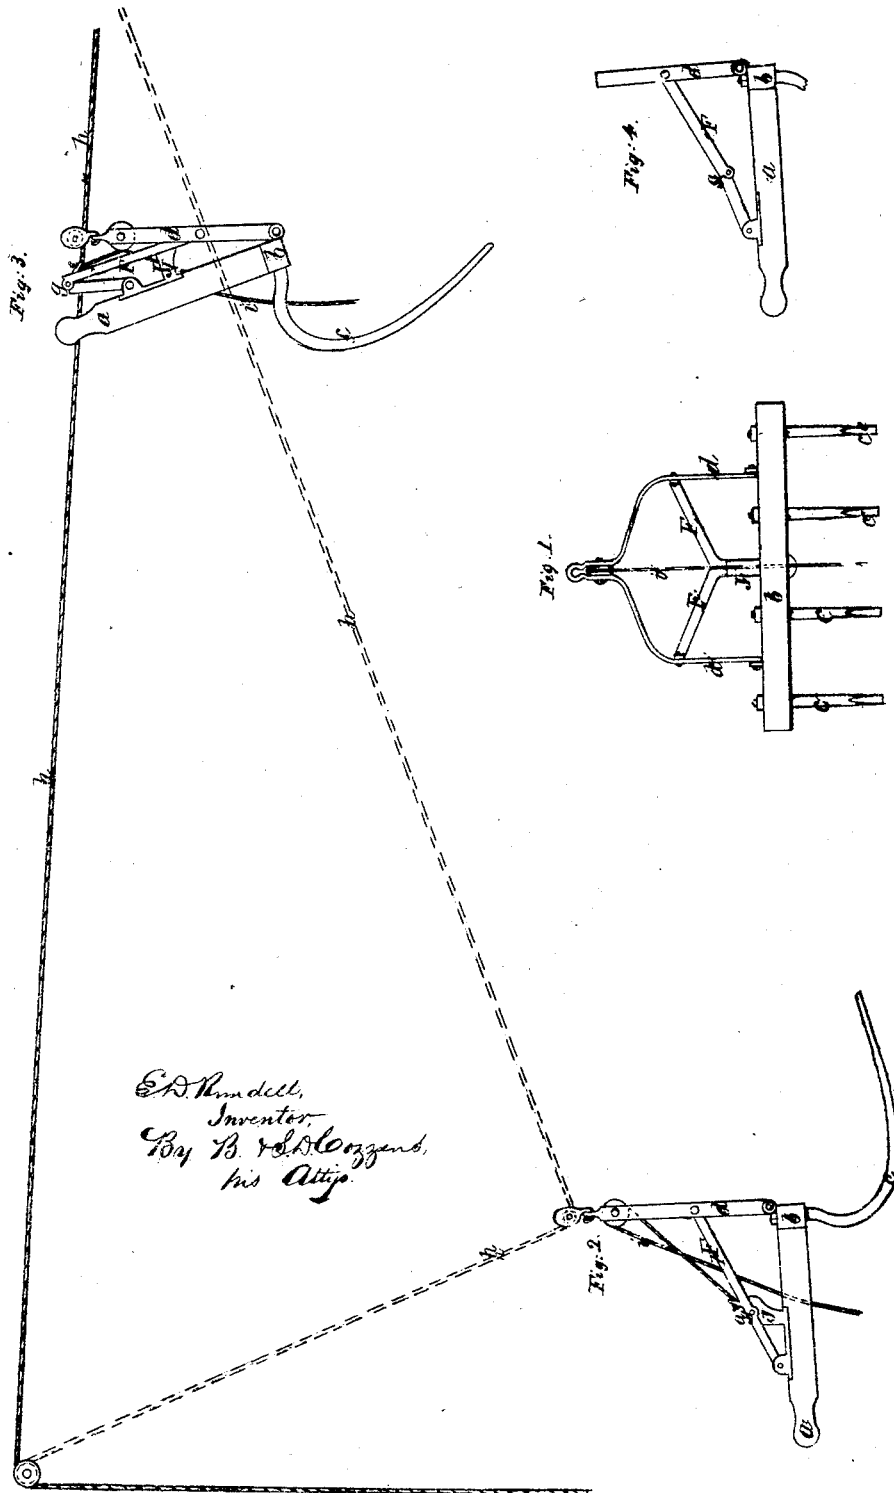 Fig: 3.
h
d
g
e
F
J
a
b
i
c
h
h
h
Fig: 4.
d
b
F
g
a
Fig. 1.
d
F
i
F
J
d
b
c
c
c
c
E. D. Rundell,
Inventor,
By B. & S. D. Cozzens,
his Attys.
Fig: 2.
d
b
F
i
g
J
a
c